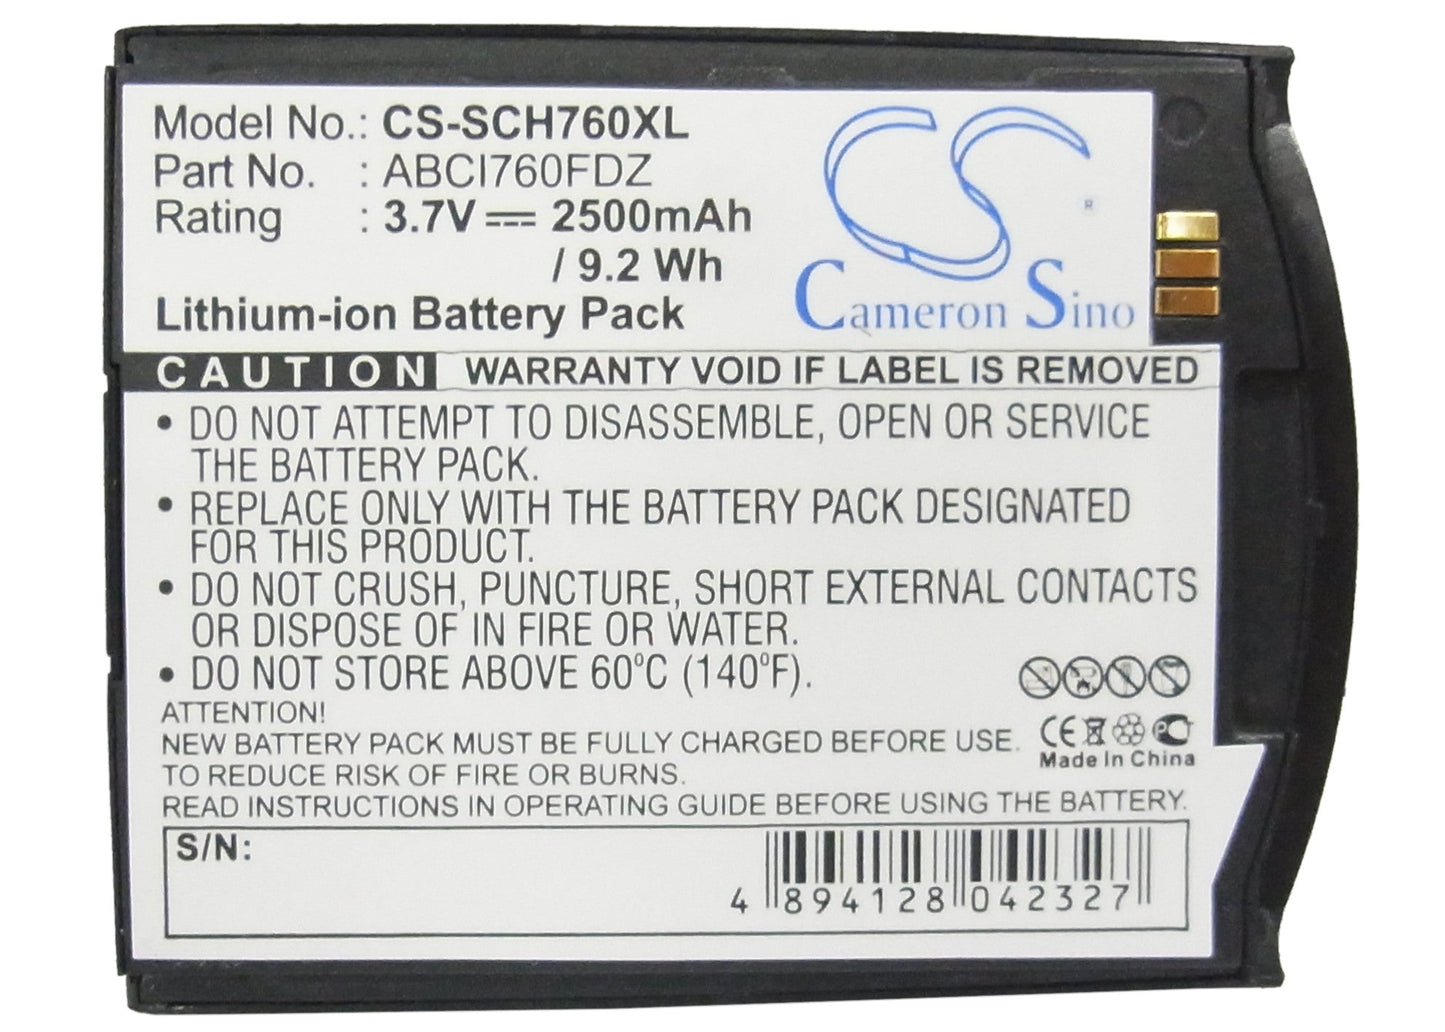 Model No.: CS-SCH760XL
Part No. : ABCI760FDZ
Rating : 3.7V 2500mAh
/ 9.2 Wh
Lithium-ion Battery Pack
CS
®
Cameron Sino
CAUTION WARRANTY VOID IF LABEL IS REMOVED
• DO NOT ATTEMPT TO DISASSEMBLE, OPEN OR SERVICE
THE BATTERY PACK.
• REPLACE ONLY WITH THE BATTERY PACK DESIGNATED
FOR THIS PRODUCT.
• DO NOT CRUSH, PUNCTURE, SHORT EXTERNAL CONTACTS
OR DISPOSE OF IN FIRE OR WATER.
• DO NOT STORE ABOVE 60°C (140°F).
ATTENTION!
NEW BATTERY PACK MUST BE FULLY CHARGED BEFORE USE.
TO REDUCE RISK OF FIRE OR BURNS.
READ INSTRUCTIONS IN OPERATING GUIDE BEFORE USING THE BATTERY.
CE
Made In China
S/N:
4 894128 042327